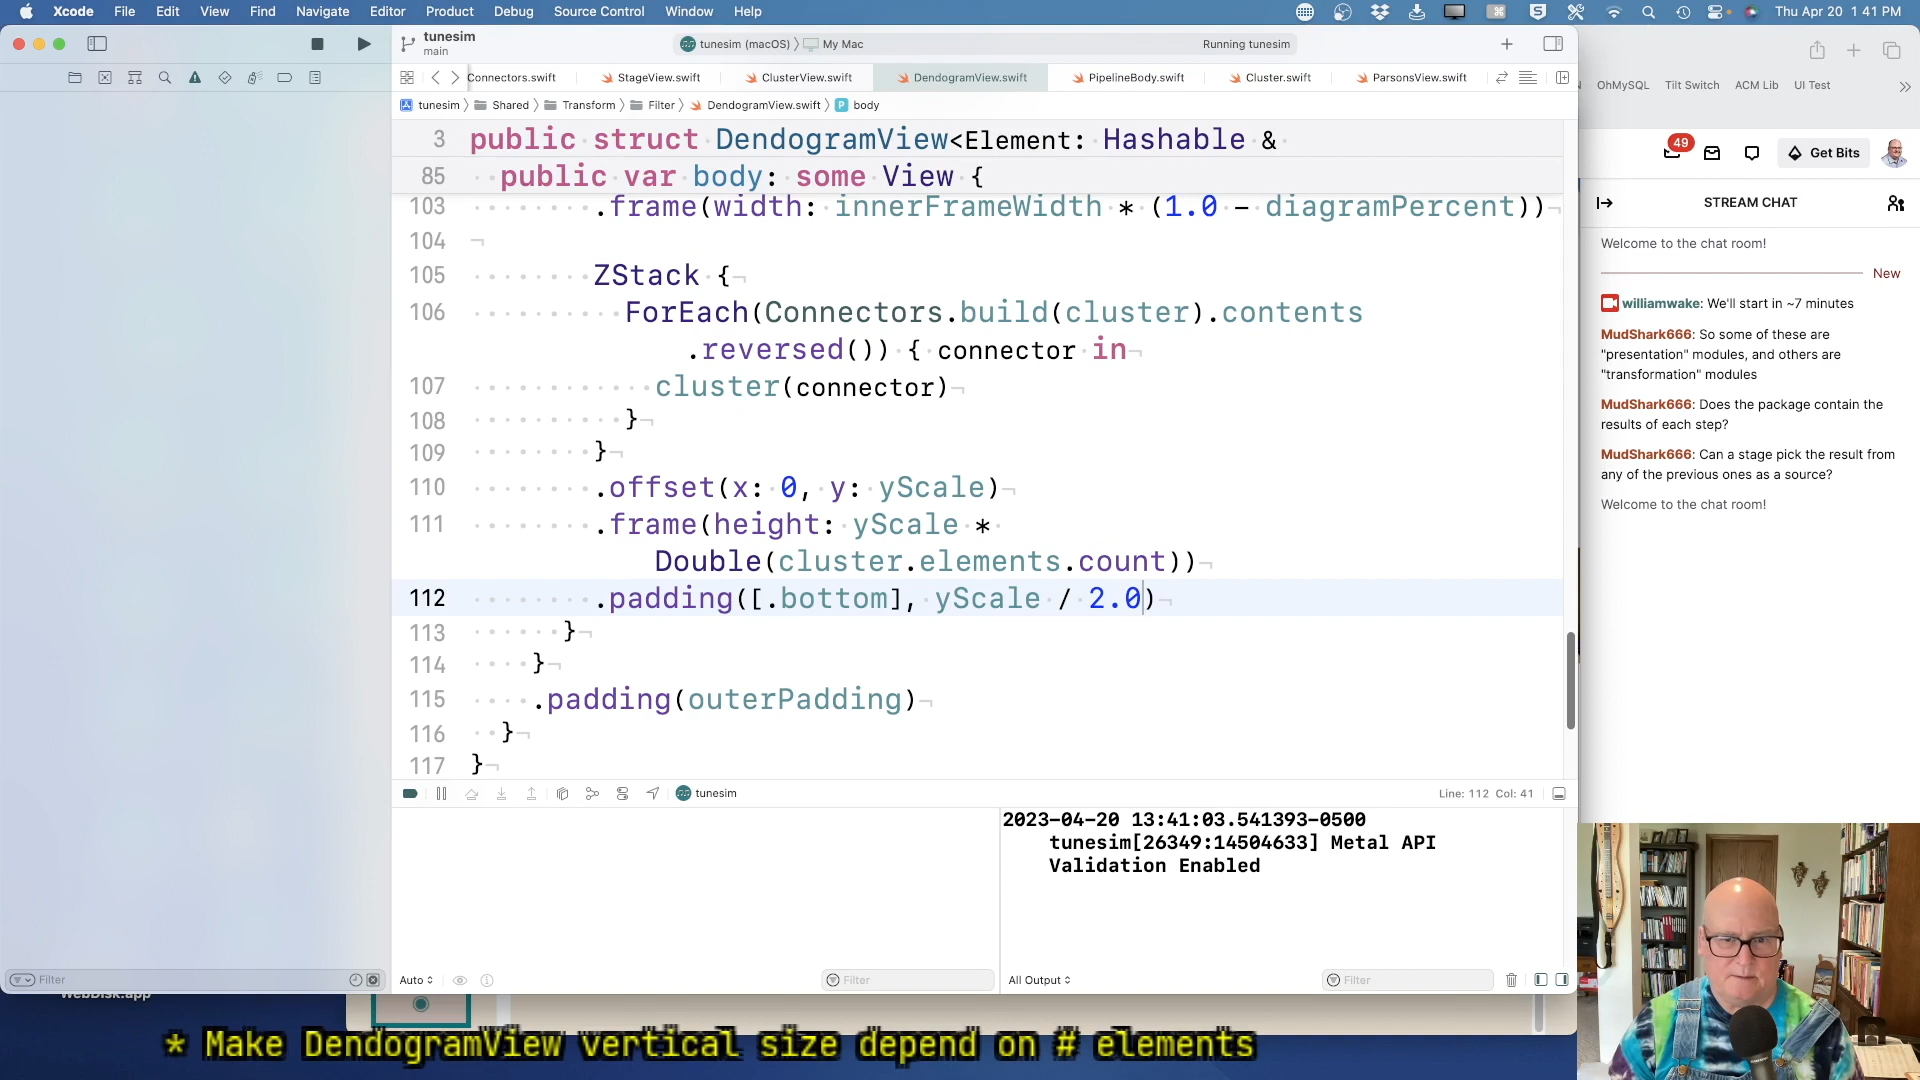 Xcode File Edit View Find Navigate Editor Product Debug Source Control Window Help
Thu Apr 20 1 41 PM
tunesim
main
tunesim (macOS) 〉 My Mac
Running tunesim
Connectors.swift StageView.swift ClusterView.swift DendogramView.swift PipelineBody.swift Cluster.swift ParsonsView.swift
tunesim 〉 Shared 〉 Transform 〉 Filter 〉 DendogramView.swift 〉 P body
3 public struct DendogramView<Element: Hashable &
85 public var body: some View {
103 .frame(width: innerFrameWidth * (1.0 - diagramPercent))
104
105 ZStack {
106 ForEach(Connectors.build(cluster).contents
.reversed()) { connector in
107 cluster(connector)
108 }
109 }
110 .offset(x: 0, y: yScale)
111 .frame(height: yScale *
Double(cluster.elements.count))
112 .padding([.bottom], yScale / 2.0)
113 }
114 }
115 .padding(outerPadding)
116 }
117 }
tunesim
Line: 112 Col: 41
2023-04-20 13:41:03.541393-0500
tunesim[26349:14504633] Metal API
Validation Enabled
Filter
Auto
Filter
All Output
Filter
WebDisk.app
* Make DendogramView vertical size depend on # elements
OhMySQL Tilt Switch ACM Lib UI Test
49
Get Bits
STREAM CHAT
Welcome to the chat room!
New
williamwake: We'll start in ~7 minutes
MudShark666: So some of these are
"presentation" modules, and others are
"transformation" modules
MudShark666: Does the package contain the
results of each step?
MudShark666: Can a stage pick the result from
any of the previous ones as a source?
Welcome to the chat room!